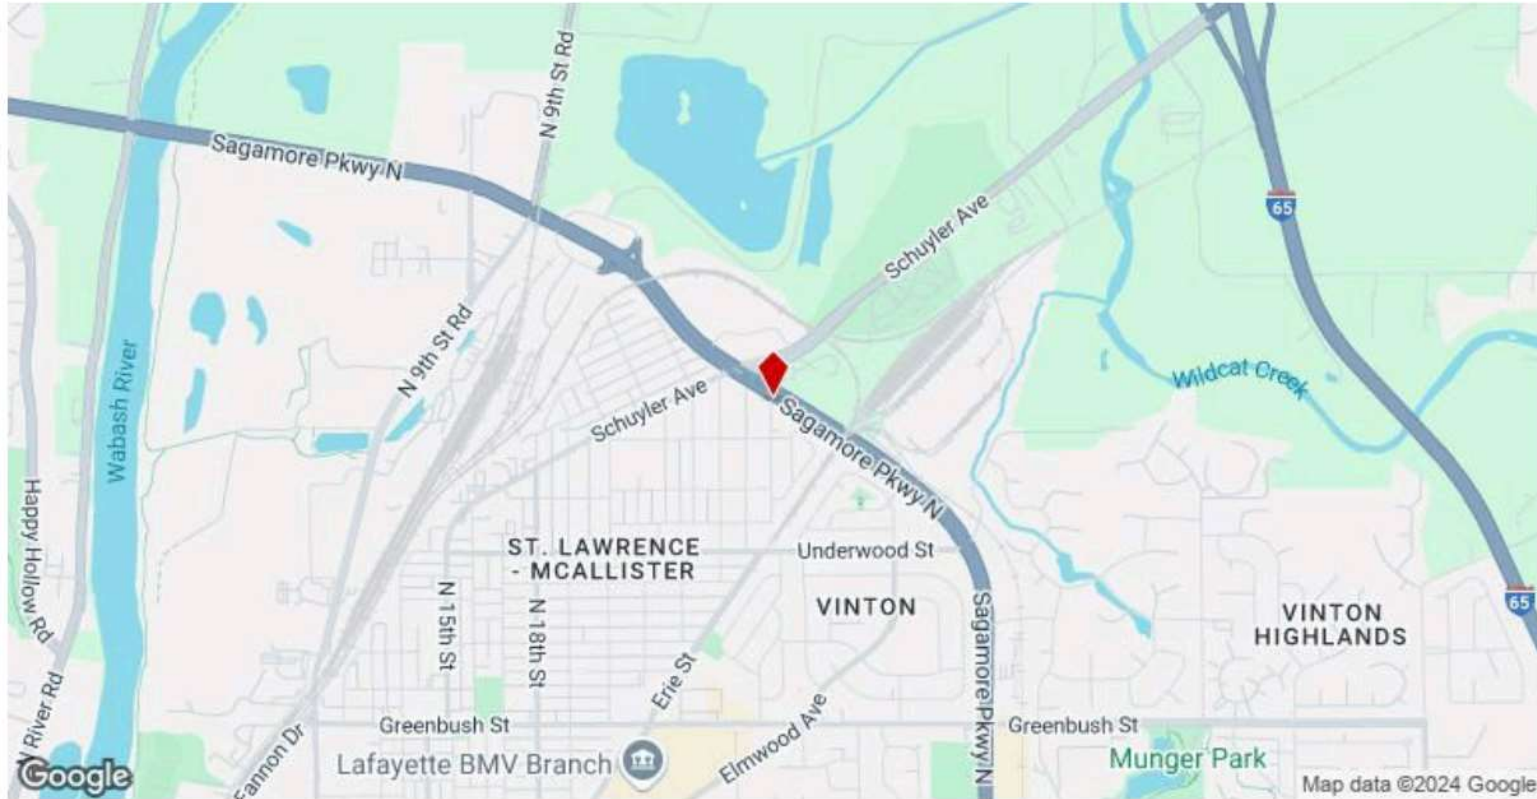 N 9th St Rd
Sagamore Pkwy N
65
Schuyler Ave
N 9th St Rd
Wabash River
Wildcat Creek
Schuyler Ave
Sagamore Pkwy N
Happy Hollow Rd
ST. LAWRENCE
- MCALLISTER
Underwood St
N 15th St
N 18th St
VINTON
Sagamore Pkwy N
65
VINTON
HIGHLANDS
Erie St
N River Rd
Greenbush St
Greenbush St
Fannon Dr
Lafayette BMV Branch
Elmwood Ave
Munger Park
Google
Map data ©2024 Google